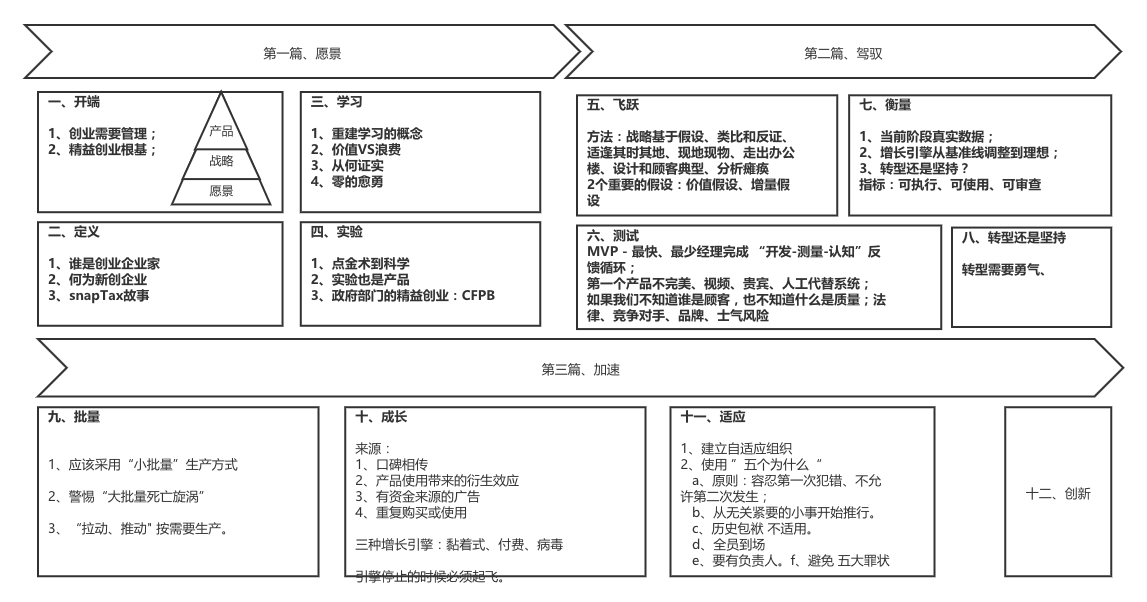 第一篇、愿景
第二篇、驾驭
一、开端
1、创业需要管理；
2、精益创业根基；
产品
战略
愿景
三、学习
1、重建学习的概念
2、价值VS浪费
3、从何证实
4、零的愈勇
二、定义
1、谁是创业企业家
2、何为新创企业
3、snapTax故事
四、实验
1、点金术到科学
2、实验也是产品
3、政府部门的精益创业：CFPB
五、飞跃
方法：战略基于假设、类比和反证、
适逢其时其地、现地现物、走出办公
楼、设计和顾客典型、分析瘫痪
2个重要的假设：价值假设、增量假
设
七、衡量
1、当前阶段真实数据；
2、增长引擎从基准线调整到理想；
3、转型还是坚持？
指标：可执行、可使用、可审查
六、测试
MVP - 最快、最少经理完成 “开发-测量-认知”反
馈循环；
第一个产品不完美、视频、贵宾、人工代替系统；
如果我们不知道谁是顾客，也不知道什么是质量；法
律、竞争对手、品牌、士气风险
八、转型还是坚持
转型需要勇气、
第三篇、加速
九、批量
1、应该采用“小批量”生产方式
2、警惕“大批量死亡旋涡”
3、“拉动、推动" 按需要生产。
十、成长
来源：
1、口碑相传
2、产品使用带来的衍生效应
3、有资金来源的广告
4、重复购买或使用
三种增长引擎：黏着式、付费、病毒
引擎停止的时候必须起飞。
十一、适应
1、建立自适应组织
2、使用 ” 五个为什么 “
a、原则：容忍第一次犯错、不允
许第二次发生；
b、从无关紧要的小事开始推行。
c、历史包袱 不适用。
d、全员到场
e、要有负责人。f、避免 五大罪状
十二、创新